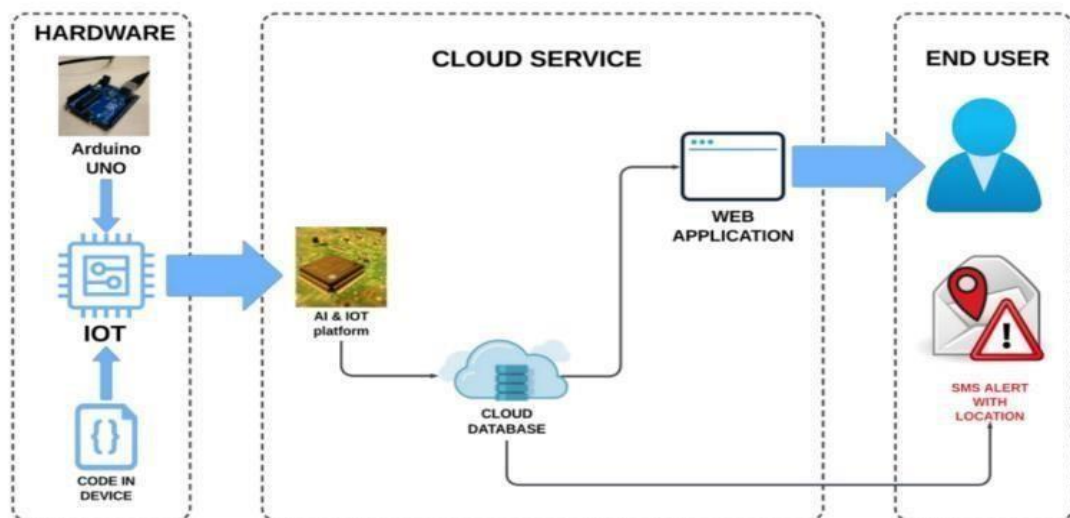 HARDWARE
Arduino
UNO
IOT
CODE IN
DEVICE
CLOUD SERVICE
AI & IOT
platform
CLOUD
DATABASE
WEB
APPLICATION
END USER
SMS ALERT
WITH
LOCATION